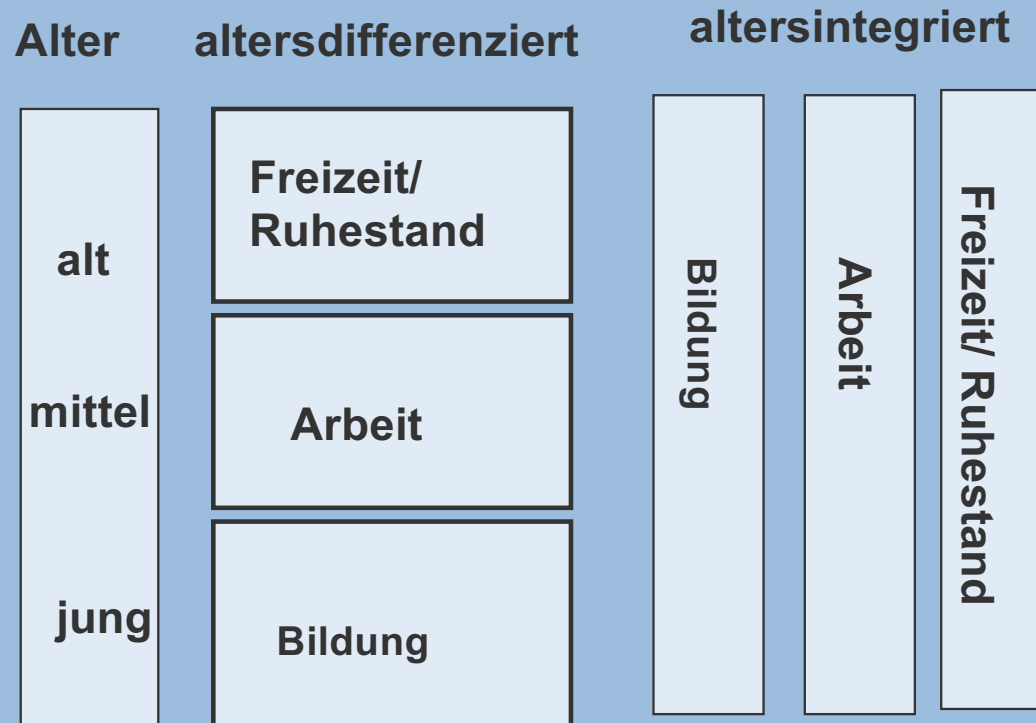 Alter
altersdifferenziert
altersintegriert
alt
mittel
jung
Freizeit/
Ruhestand
Arbeit
Bildung
Bildung
Arbeit
Freizeit/ Ruhestand